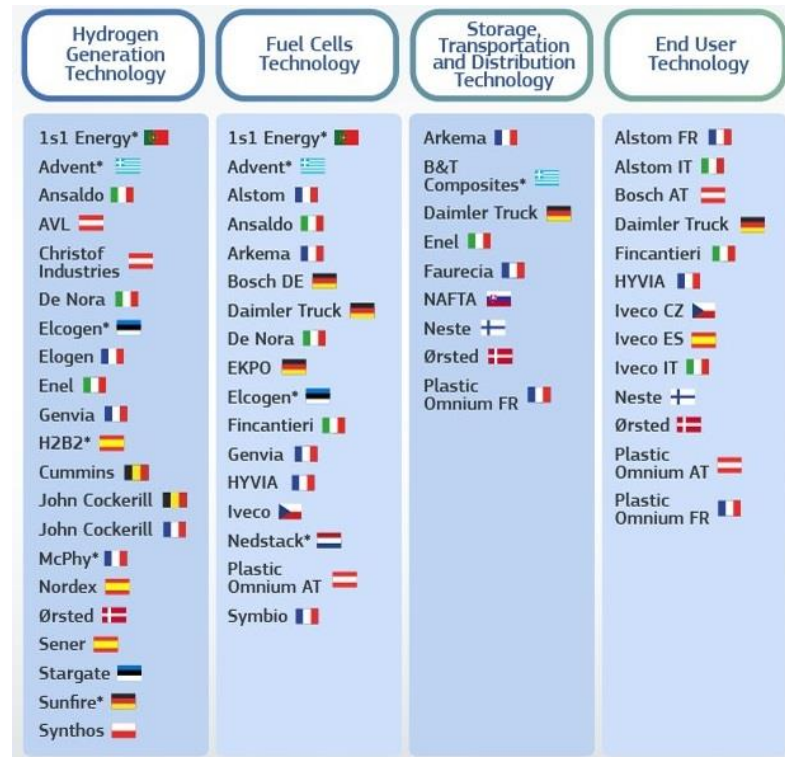 Hydrogen
Generation
Technology
1s1 Energy*
Advent*
Ansaldo
AVL
Christof
Industries
De Nora
Elcogen*
Elogen
Enel
Genvia
H2B2*
Cummins
John Cockerill
John Cockerill
McPhy*
Nordex
Ørsted
Sener
Stargate
Sunfire*
Synthos
Fuel Cells
Technology
1s1 Energy*
Advent*
Alstom
Ansaldo
Arkema
Bosch DE
Daimler Truck
De Nora
EKPO
Elcogen*
Fincantieri
Genvia
HYVIA
Iveco
Nedstack*
Plastic
Omnium AT
Symbio
Storage,
Transportation
and Distribution
Technology
Arkema
B&T
Composites*
Daimler Truck
Enel
Faurecia
NAFTA
Neste
Ørsted
Plastic
Omnium FR
End User
Technology
Alstom FR
Alstom IT
Bosch AT
Daimler Truck
Fincantieri
HYVIA
Iveco CZ
Iveco ES
Iveco IT
Neste
Ørsted
Plastic
Omnium AT
Plastic
Omnium FR